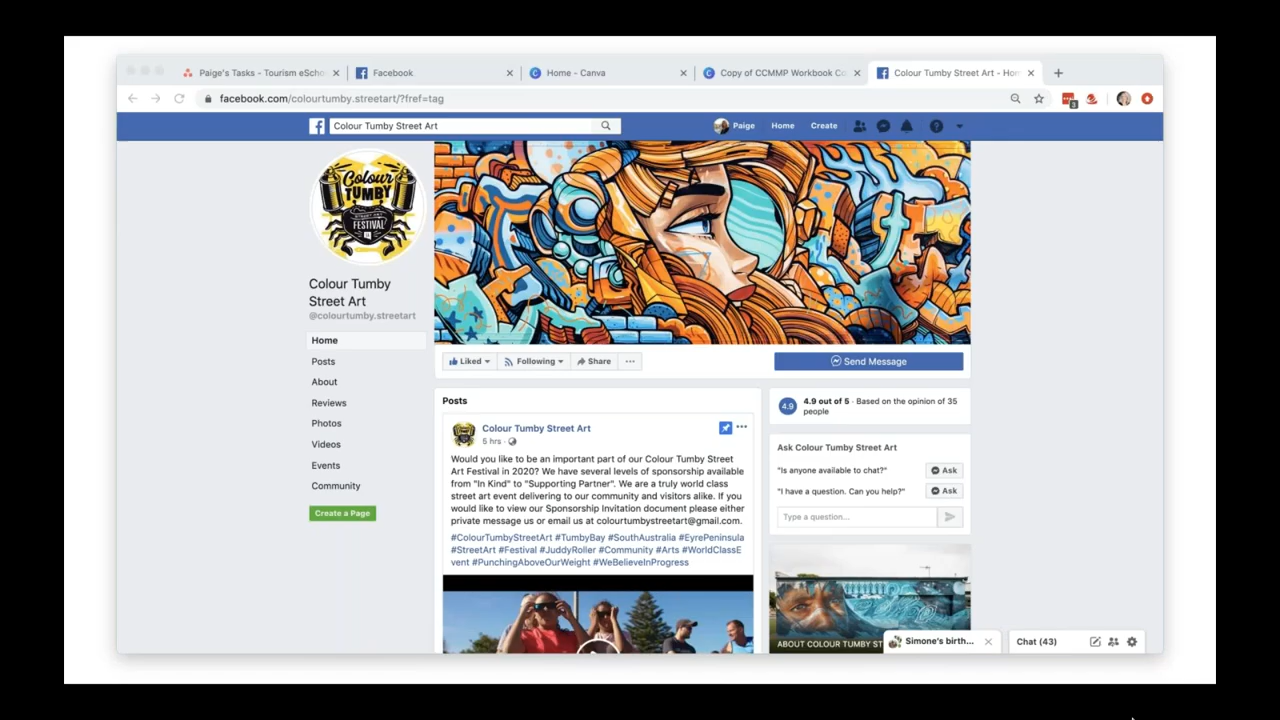 Paige's Tasks - Tourism eScho
Facebook
Home - Canva
Copy of CCMMP Workbook Co
Colour Tumby Street Art - Hom
facebook.com/colourtumby.streetart/?fref=tag
Colour Tumby Street Art
Paige
Home
Create
Colour
TUMBY
STREET ART
FESTIVAL
Colour Tumby
Street Art
@colourtumby.streetart
Home
Posts
About
Reviews
Photos
Videos
Events
Community
Create a Page
Liked
Following
Share
Send Message
Posts
Colour Tumby Street Art
5 hrs
Would you like to be an important part of our Colour Tumby Street
Art Festival in 2020? We have several levels of sponsorship available
from "In Kind" to "Supporting Partner". We are a truly world class
street art event delivering to our community and visitors alike. If you
would like to view our Sponsorship Invitation document please either
private message us or email us at colourtumbystreetart@gmail.com.
#ColourTumbyStreetArt #TumbyBay #SouthAustralia #EyrePeninsula
#StreetArt #Festival #JuddyRoller #Community #Arts #WorldClassE
vent #PunchingAboveOurWeight #WeBelieveInProgress
4.9
4.9 out of 5 · Based on the opinion of 35
people
Ask Colour Tumby Street Art
"Is anyone available to chat?"
Ask
"I have a question. Can you help?"
Ask
Type a question...
ABOUT COLOUR TUMBY ST
Simone's birth...
Chat (43)